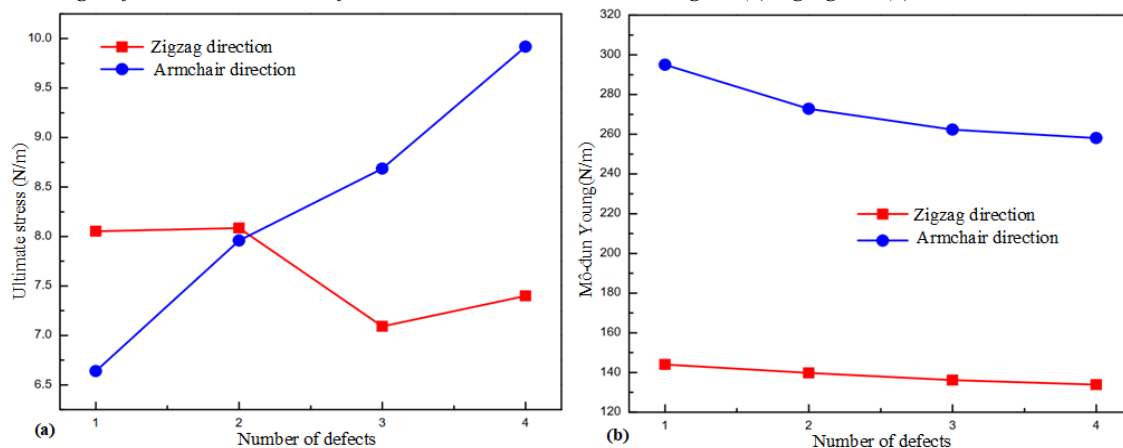 Zigzag direction
Armchair direction
Ultimate stress (N/m)
10.0
9.5
9.0
8.5
8.0
7.5
7.0
6.5
1 2 3 4
(a) Number of defects
Zigzag direction
Armchair direction
Mô-dun Young(N/m)
320
300
280
260
240
220
200
180
160
140
120
1 2 3 4
(b) Number of defects